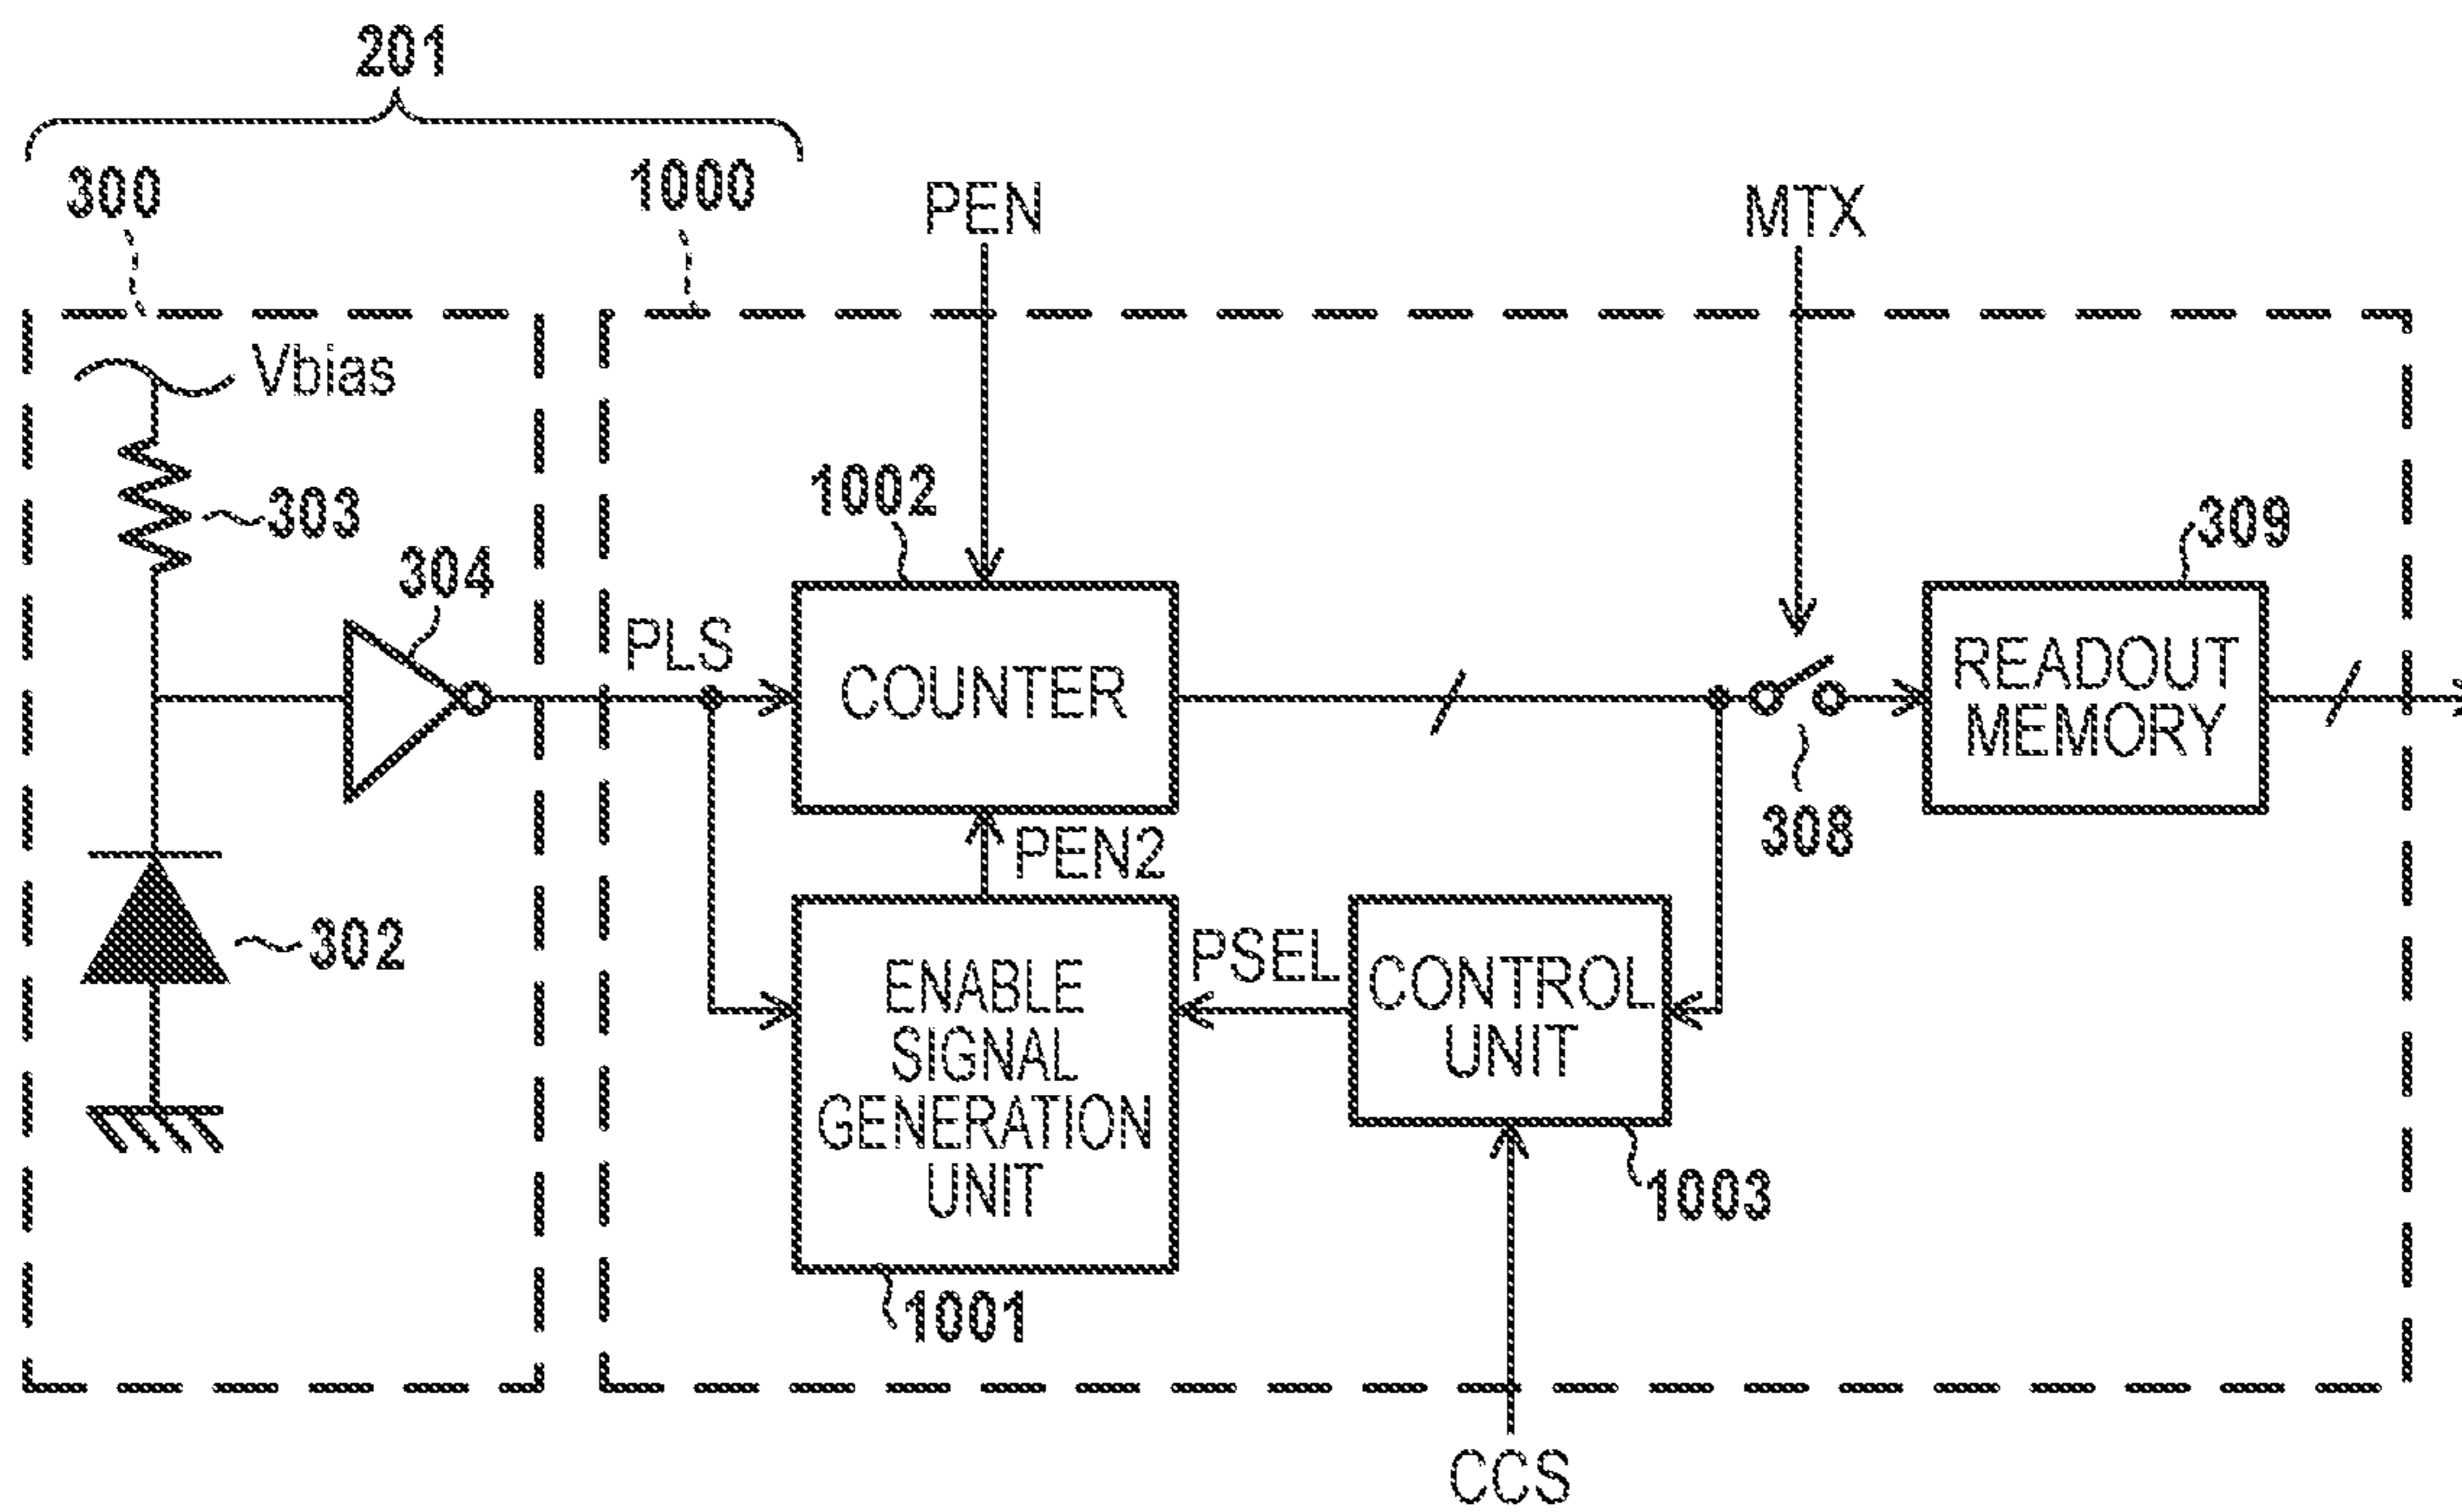 201
300
1000
PEN
MTX
Vbias
303
304
1002
309
PLS
COUNTER
READOUT
MEMORY
308
PEN2
302
ENABLE
SIGNAL
GENERATION
UNIT
PSEL
CONTROL
UNIT
1003
1001
CCS